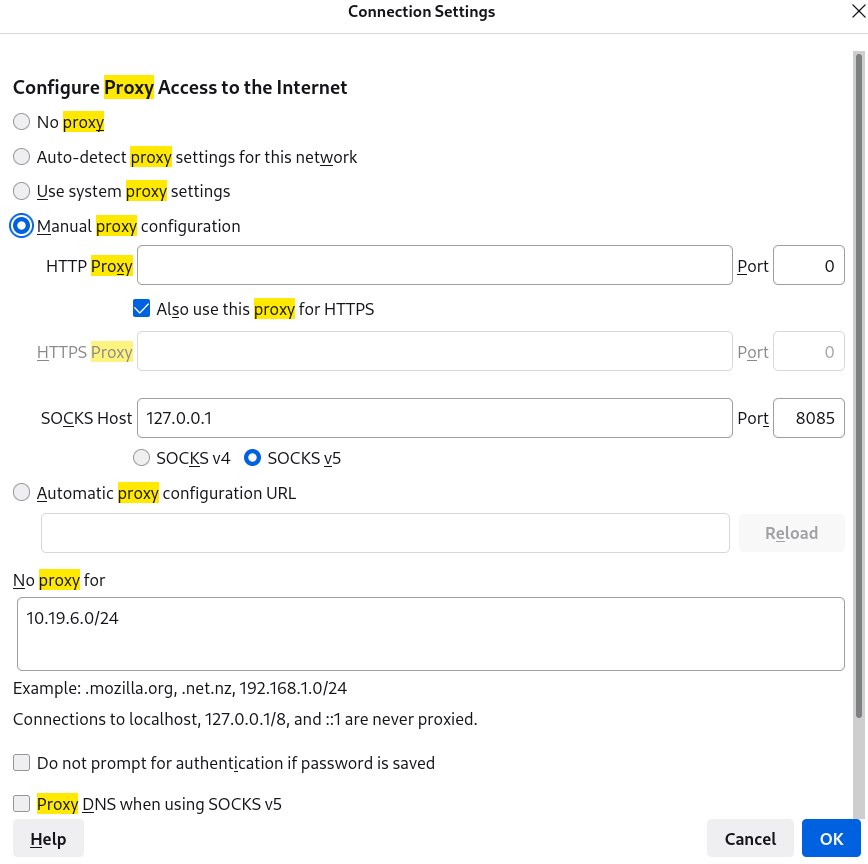 Connection Settings
Configure Proxy Access to the Internet
No proxy
Auto-detect proxy settings for this network
Use system proxy settings
Manual proxy configuration
HTTP Proxy Port 0
Also use this proxy for HTTPS
HTTPS Proxy Port 0
SOCKS Host 127.0.0.1 Port 8085
SOCKS v4 SOCKS v5
Automatic proxy configuration URL
Reload
No proxy for
10.19.6.0/24
Example: .mozilla.org, .net.nz, 192.168.1.0/24
Connections to localhost, 127.0.0.1/8, and ::1 are never proxied.
Do not prompt for authentication if password is saved
Proxy DNS when using SOCKS v5
Help Cancel OK